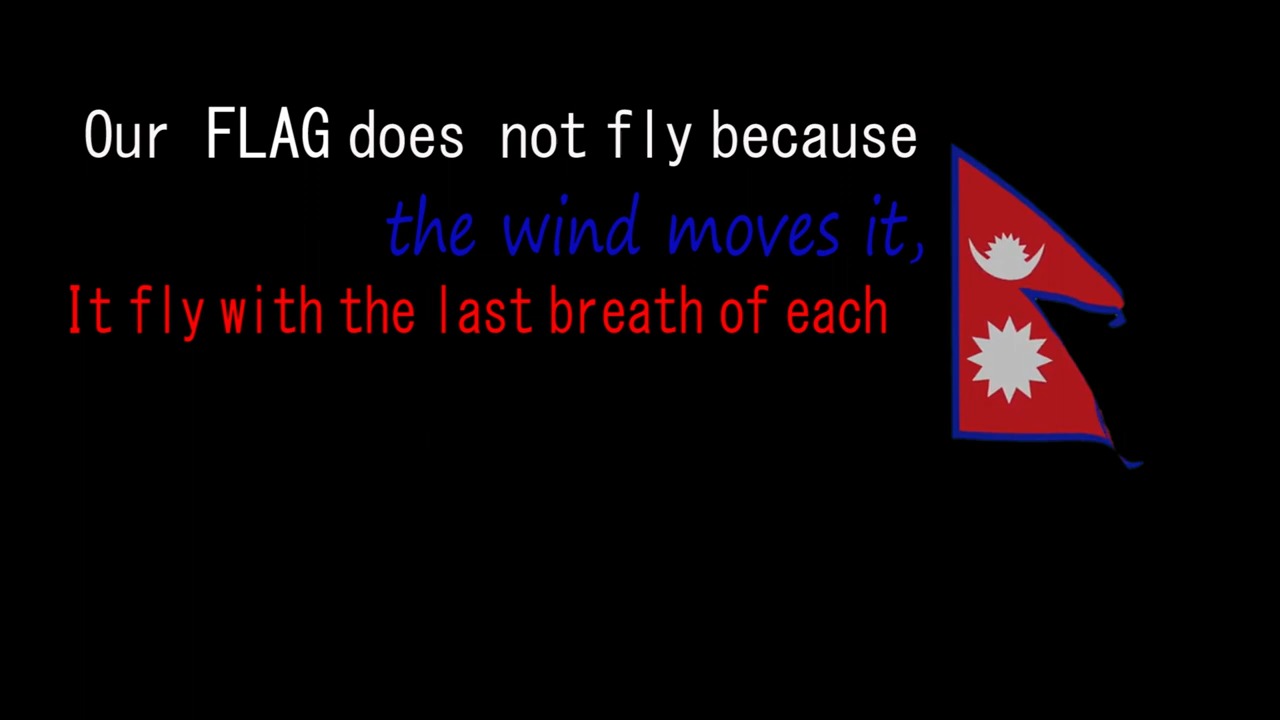 Our FLAG does not fly because
the wind moves it,
It fly with the last breath of each